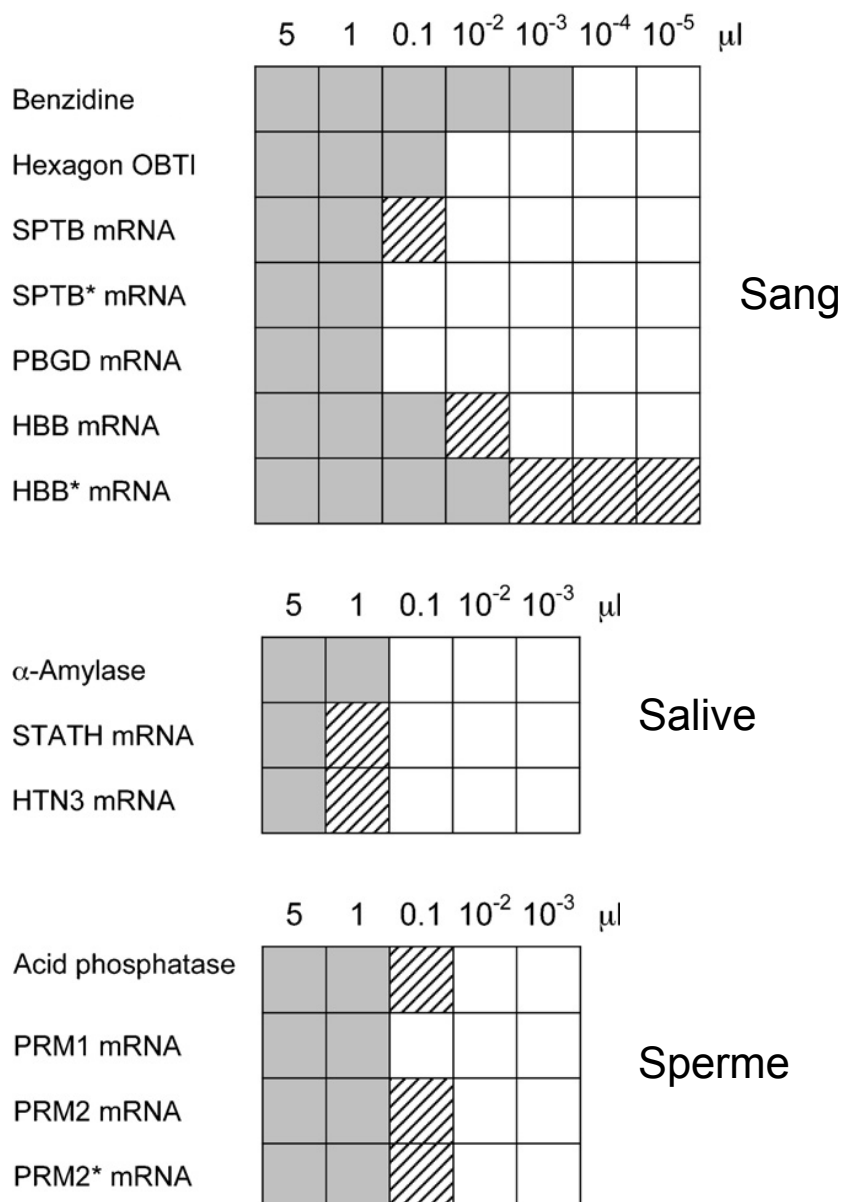 5 1 0.1 10⁻² 10⁻³ 10⁻⁴ 10⁻⁵ μl
Benzidine
Hexagon OBTI
SPTB mRNA
SPTB* mRNA
PBGD mRNA
HBB mRNA
HBB* mRNA
Sang
5 1 0.1 10⁻² 10⁻³ μl
α-Amylase
STATH mRNA
HTN3 mRNA
Salive
5 1 0.1 10⁻² 10⁻³ μl
Acid phosphatase
PRM1 mRNA
PRM2 mRNA
PRM2* mRNA
Sperme